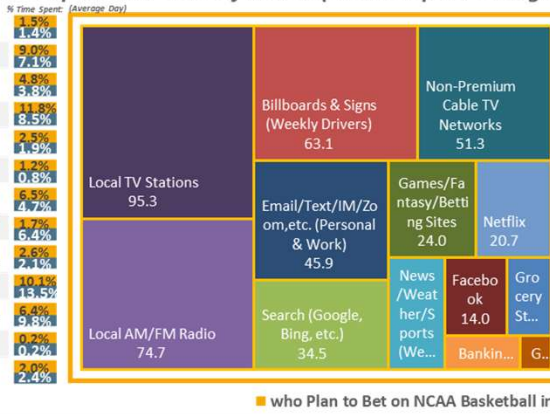 % Time Spent: (Average Day)
1.5%
1.4%
9.0%
7.1%
4.8%
3.8%
11.8%
8.5%
2.5%
1.9%
1.2%
0.8%
6.5%
4.7%
1.7%
6.4%
2.6%
2.1%
10.1%
13.5%
6.4%
9.8%
0.2%
0.2%
2.0%
2.4%
Local TV Stations
95.3
Local AM/FM Radio
74.7
Billboards & Signs
(Weekly Drivers)
63.1
Non-Premium
Cable TV
Networks
51.3
Email/Text/IM/Zo
om,etc. (Personal
& Work)
45.9
Games/Fa
ntasy/Betti
ng Sites
24.0
Netflix
20.7
Search (Google,
Bing, etc.)
34.5
News
/Weat
her/S
ports
(We...
Facebo
ok
14.0
Gro
cery
St...
Bankin...
G...
who Plan to Bet on NCAA Basketball in